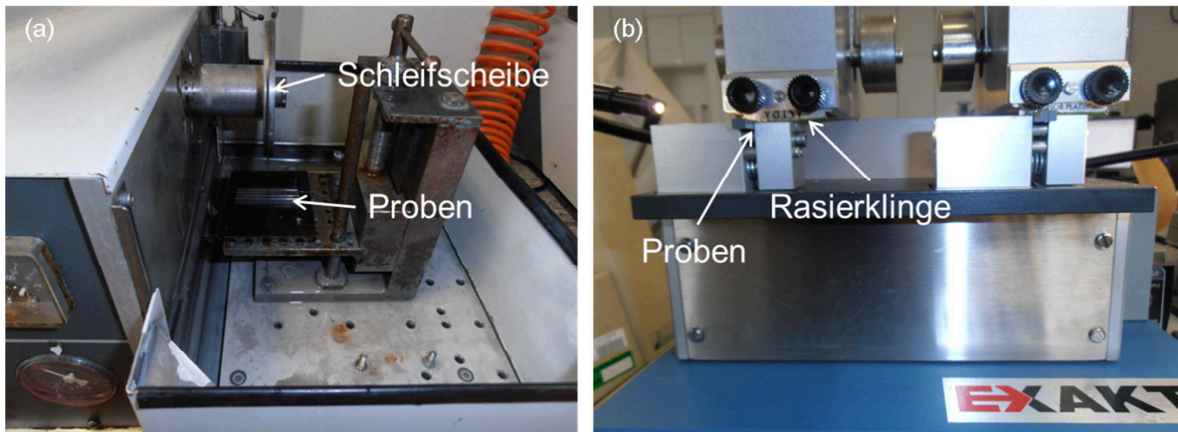 (a)
Schleifscheibe
Proben
(b)
Rasierklinge
Proben
EXAKT